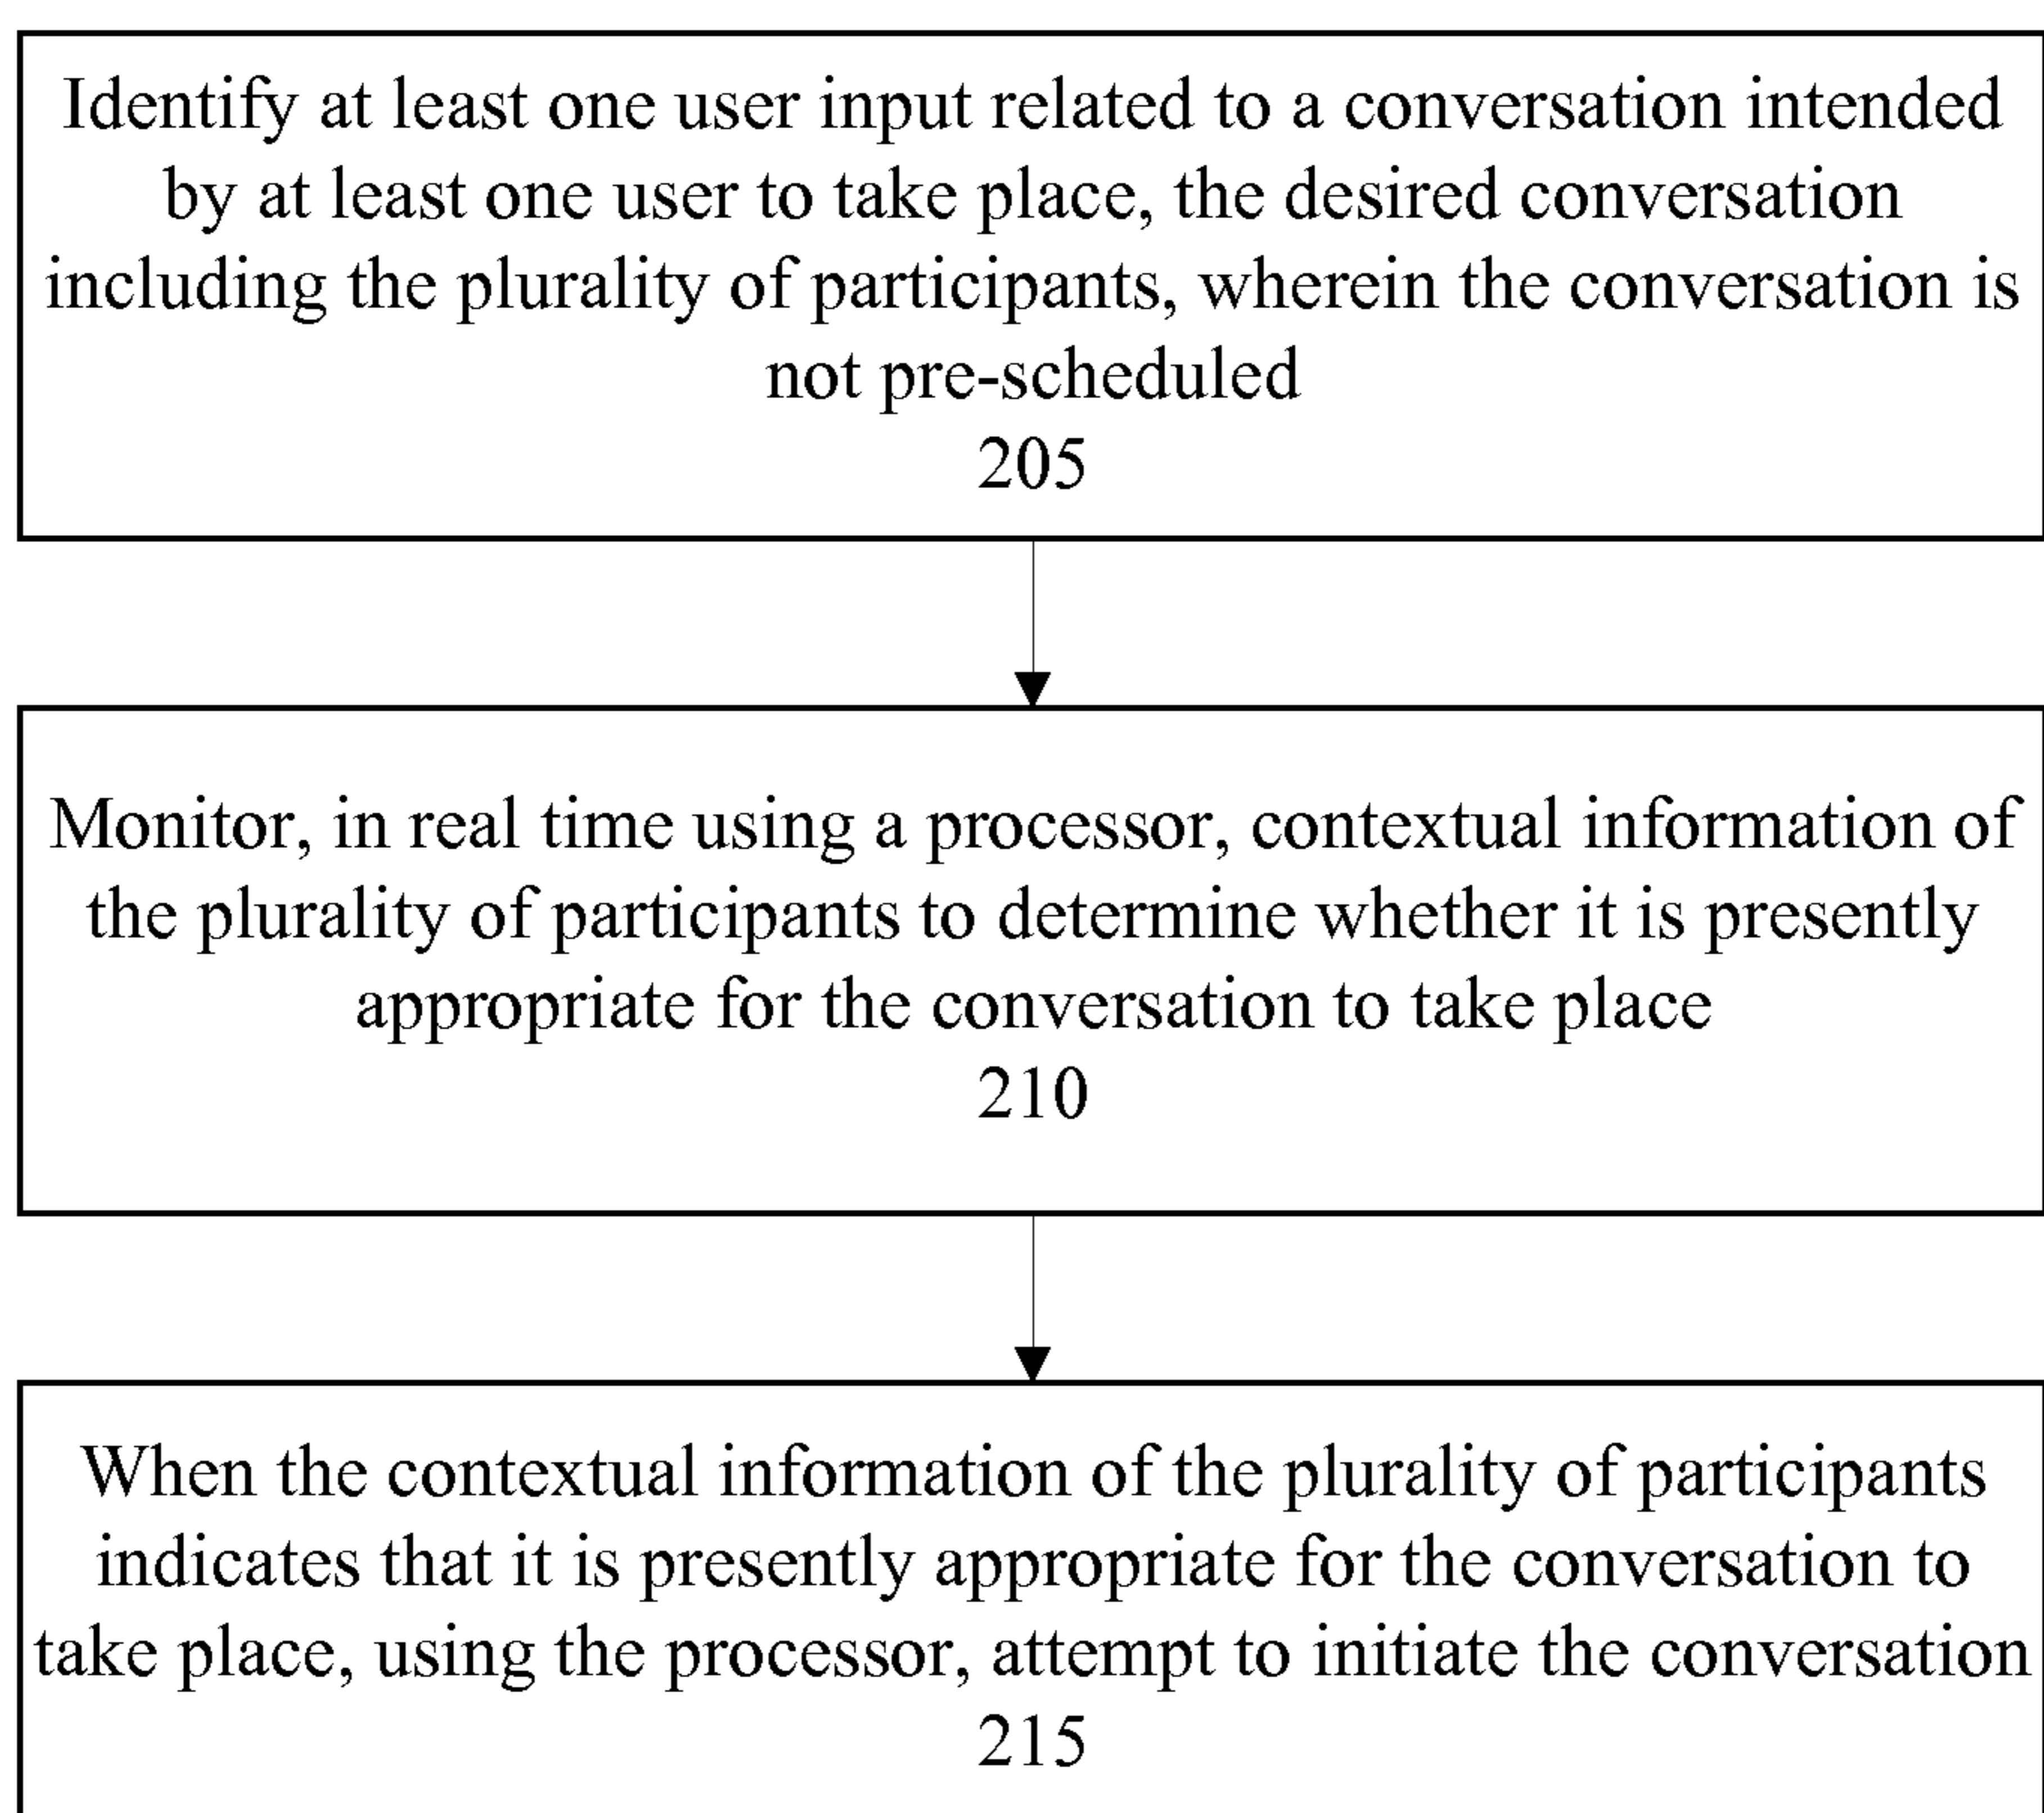 Identify at least one user input related to a conversation intended
by at least one user to take place, the desired conversation
including the plurality of participants, wherein the conversation is
not pre-scheduled
205
Monitor, in real time using a processor, contextual information of
the plurality of participants to determine whether it is presently
appropriate for the conversation to take place
210
When the contextual information of the plurality of participants
indicates that it is presently appropriate for the conversation to
take place, using the processor, attempt to initiate the conversation
215